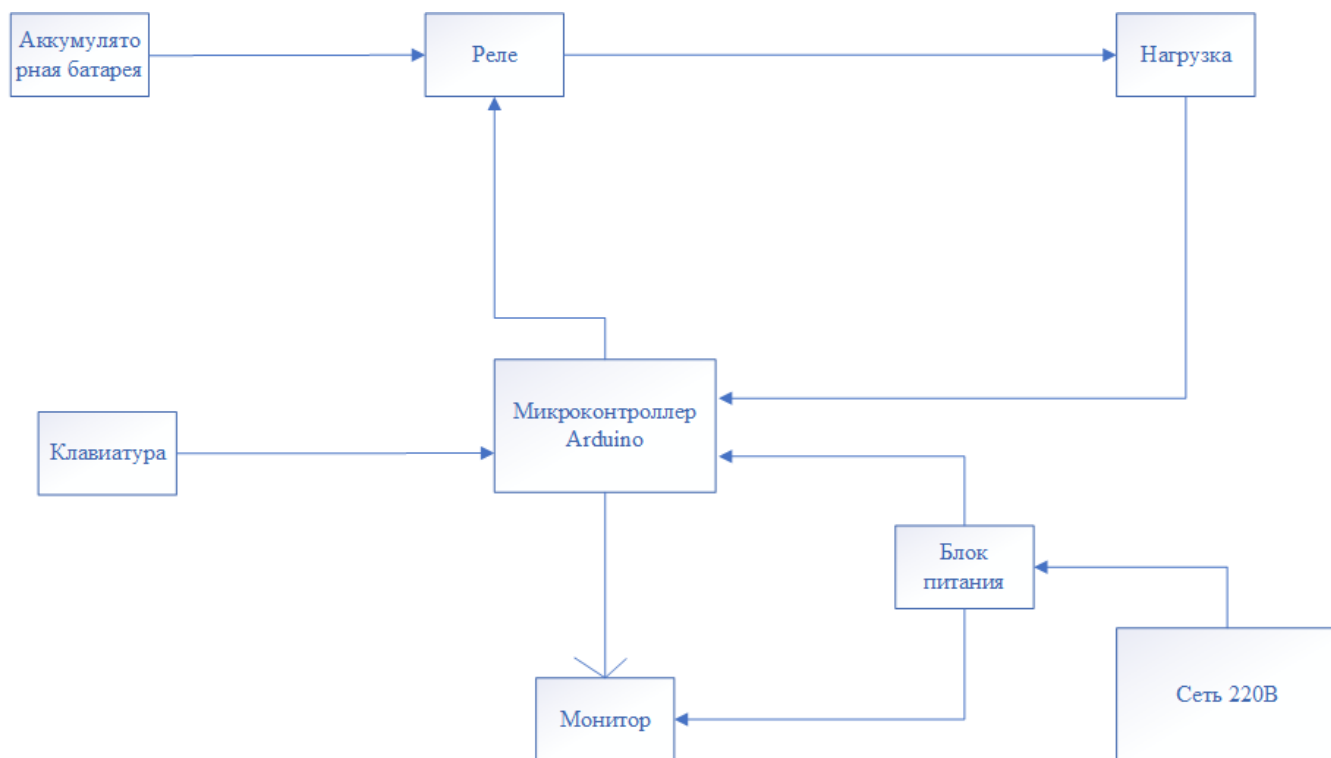 Аккумулято
рная батарея
Реле
Нагрузка
Микроконтроллер
Arduino
Клавиатура
Блок
питания
Сеть 220В
Монитор